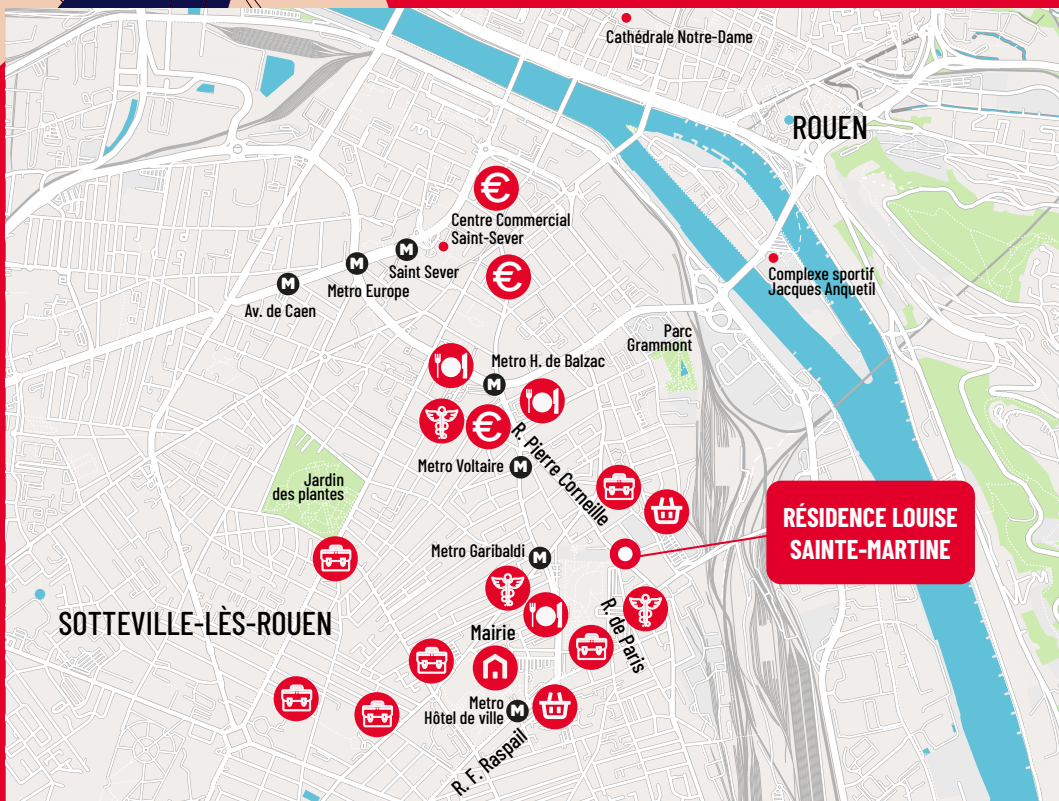 Cathédrale Notre-Dame
ROUEN
€
Centre Commercial
Saint-Sever
M
Saint Sever
M
Metro Europe
M
Av. de Caen
€
Complexe sportif
Jacques Anquetil
Parc
Grammont
Metro H. de Balzac
M
€
R. Pierre Corneille
Metro Voltaire
M
Jardin
des plantes
RÉSIDENCE LOUISE
SAINTE-MARTINE
Metro Garibaldi
M
SOTTEVILLE-LÈS-ROUEN
R. de Paris
Mairie
Metro
Hôtel de ville
M
R. F. Raspail